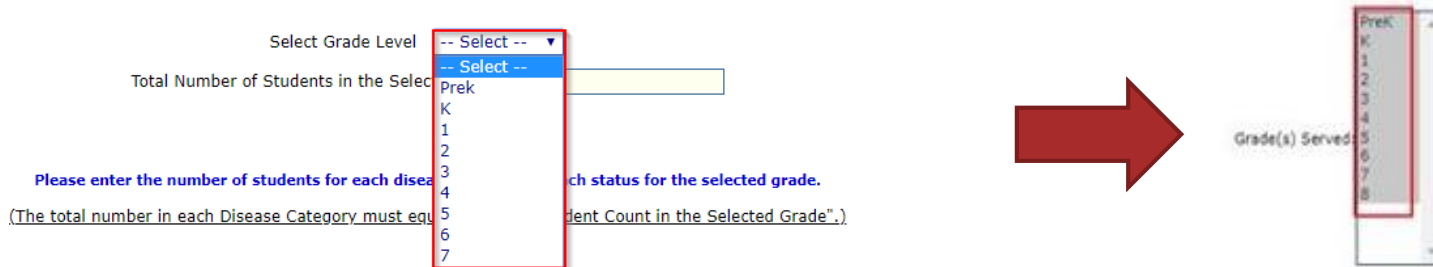 Select Grade Level -- Select --
-- Select --
Total Number of Students in the Selec
Prek
K
1
2
3
4
5
6
7
Please enter the number of students for each disea ch status for the selected grade.
(The total number in each Disease Category must equ dent Count in the Selected Grade".)
Grade(s) Served:
PreK
K
1
2
3
4
5
6
7
8